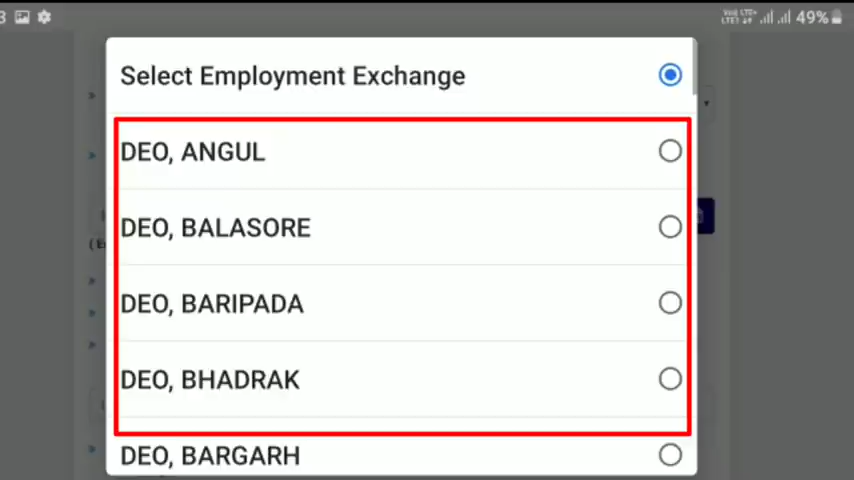 49%
Select Employment Exchange
DEO, ANGUL
DEO, BALASORE
DEO, BARIPADA
DEO, BHADRAK
DEO, BARGARH